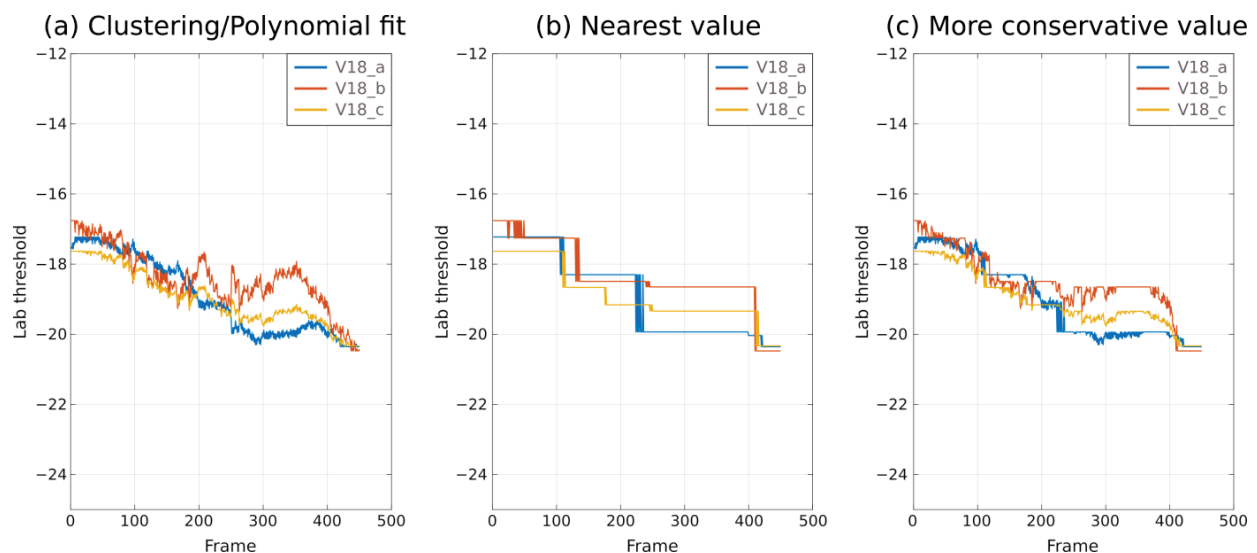 (a) Clustering/Polynomial fit
−12
−14
−16
−18
−20
−22
−24
Lab threshold
V18_a
V18_b
V18_c
0 100 200 300 400 500
Frame
(b) Nearest value
−12
−14
−16
−18
−20
−22
−24
Lab threshold
V18_a
V18_b
V18_c
0 100 200 300 400 500
Frame
(c) More conservative value
−12
−14
−16
−18
−20
−22
−24
Lab threshold
V18_a
V18_b
V18_c
0 100 200 300 400 500
Frame